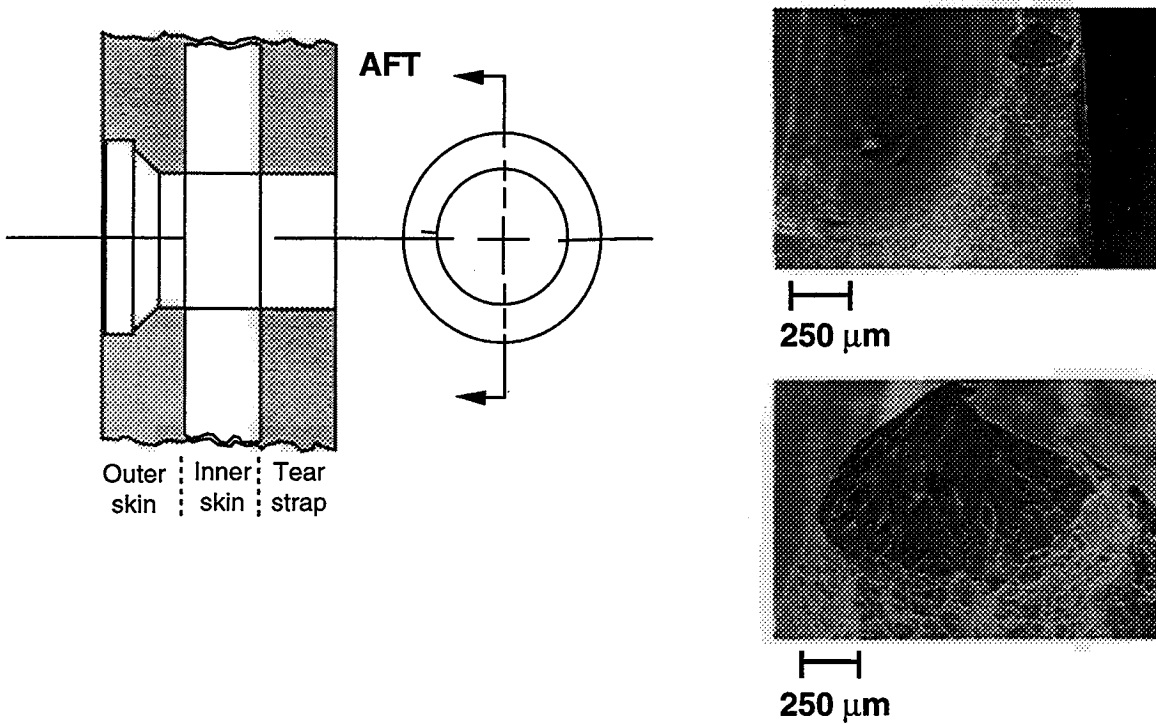 AFT
Outer
skin
Inner
skin
Tear
strap
250 μm
250 μm